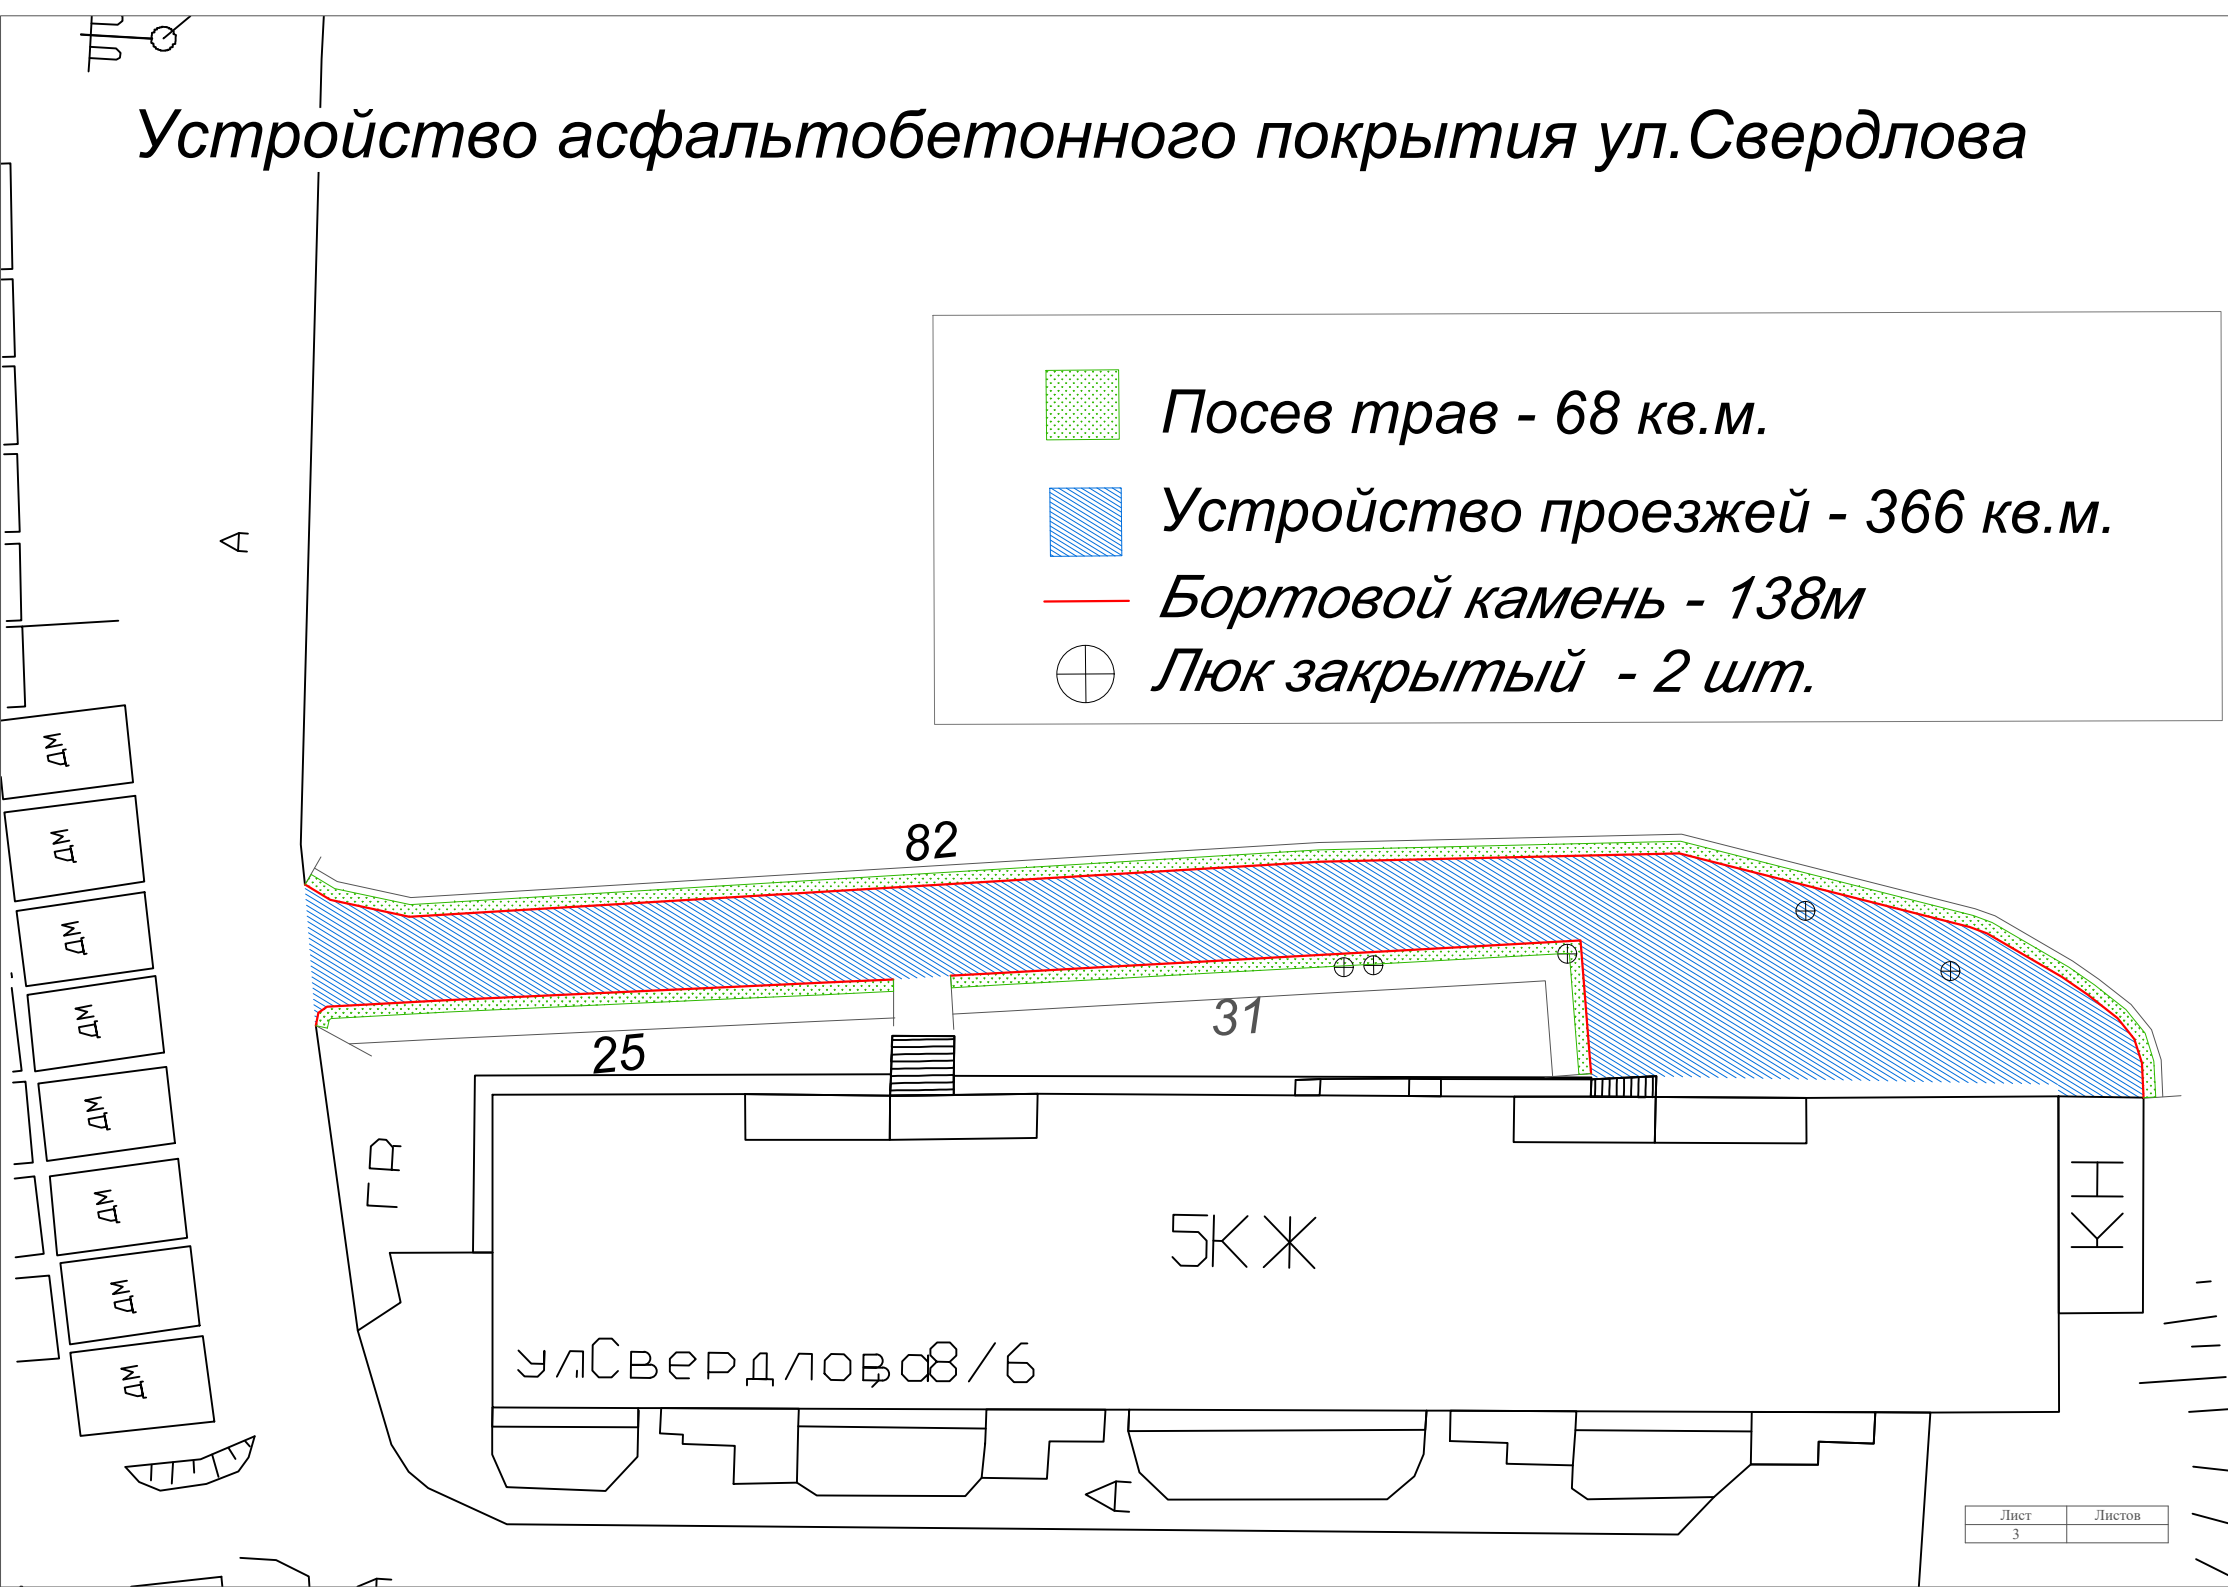 Устройство асфальтобетонного покрытия ул.Свердлова
Посев трав - 68 кв.м.
Устройство проезжей - 366 кв.м.
Бортовой камень - 138м
Люк закрытый - 2 шт.
А
82
31
25
ДМ
ДМ
ДМ
ДМ
ДМ
ДМ
ДМ
ДМ
ГР
5КЖ
КН
улСвердлова,8/6
А
Лист Листов
3